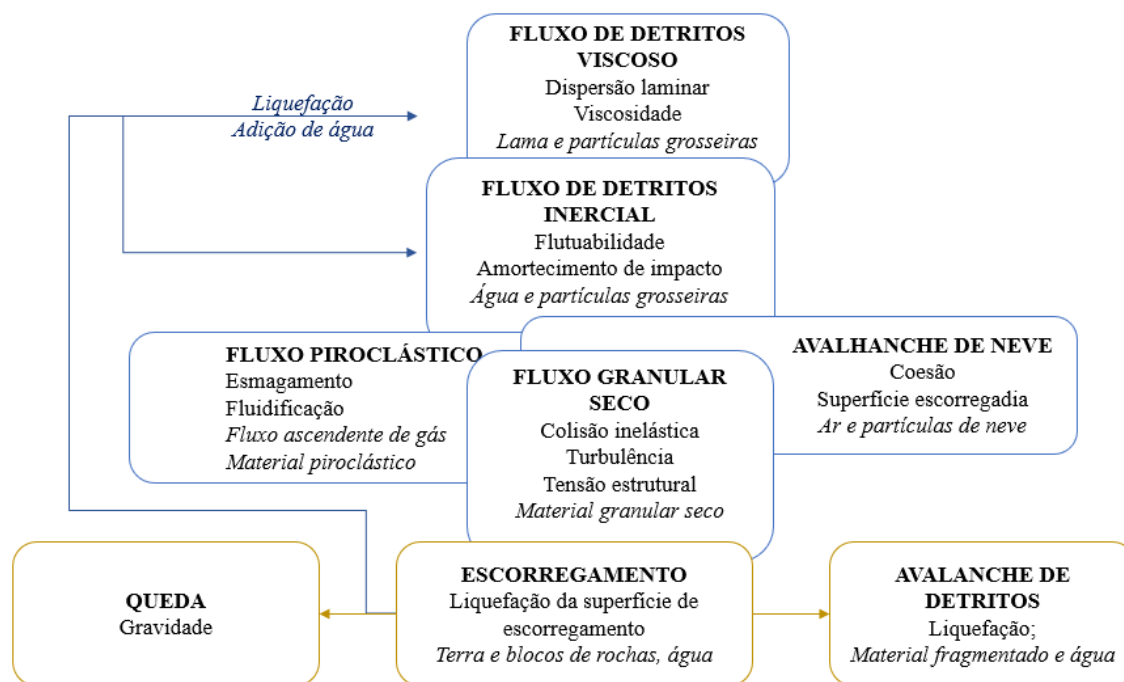 FLUXO DE DETRITOS
VISCOSO
Dispersão laminar
Viscosidade
Lama e partículas grosseiras
Liquefação
Adição de água
FLUXO DE DETRITOS
INERCIAL
Flutuabilidade
Amortecimento de impacto
Água e partículas grosseiras
FLUXO PIROCLÁSTICO
Esmagamento
Fluidificação
Fluxo ascendente de gás
Material piroclástico
FLUXO GRANULAR
SECO
Colisão inelástica
Turbulência
Tensão estrutural
Material granular seco
AVALHANCHE DE NEVE
Coesão
Superfície escorregadia
Ar e partículas de neve
QUEDA
Gravidade
ESCORREGAMENTO
Liquefação da superfície de
escorregamento
Terra e blocos de rochas, água
AVALANCHE DE
DETRITOS
Liquefação;
Material fragmentado e água